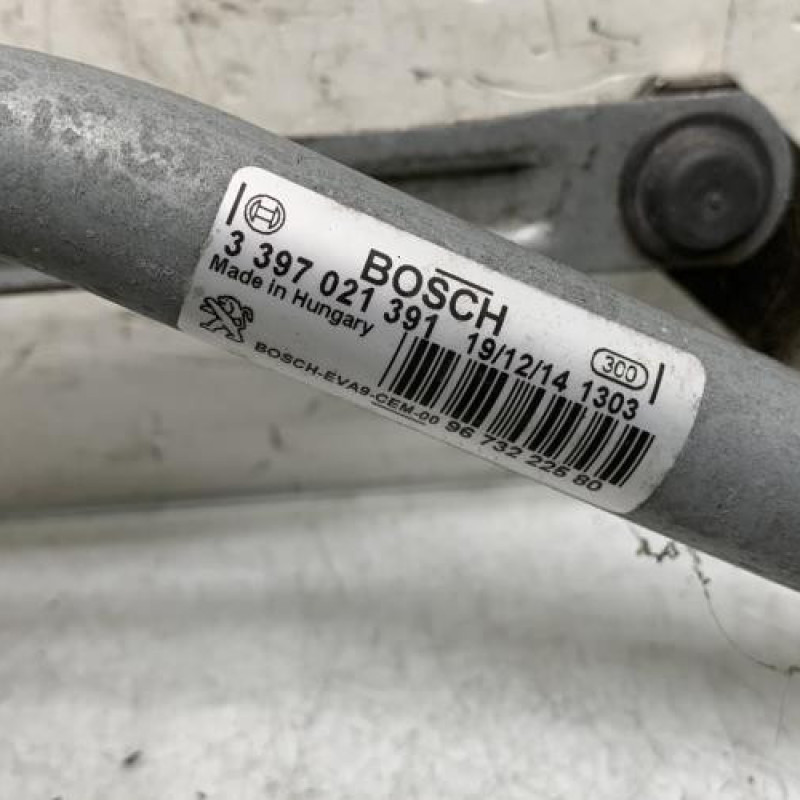 BOSCH
3 397 021 391 19/12/14 1303
Made in Hungary
300
BOSCH-EVA9-CEM-00 96 732 225 80